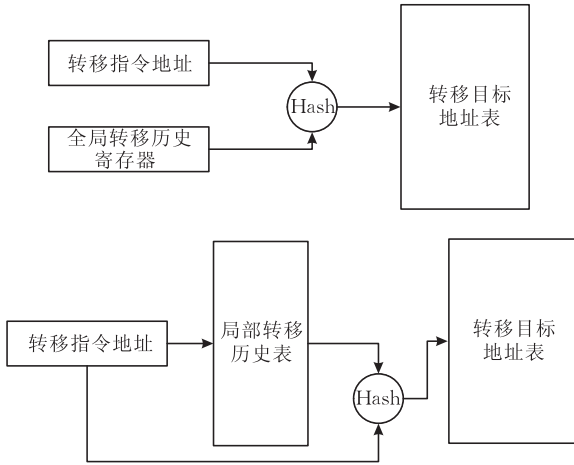 转移指令地址
Hash
转移目标
地址表
全局转移历史
寄存器
转移指令地址
局部转移
历史表
Hash
转移目标
地址表